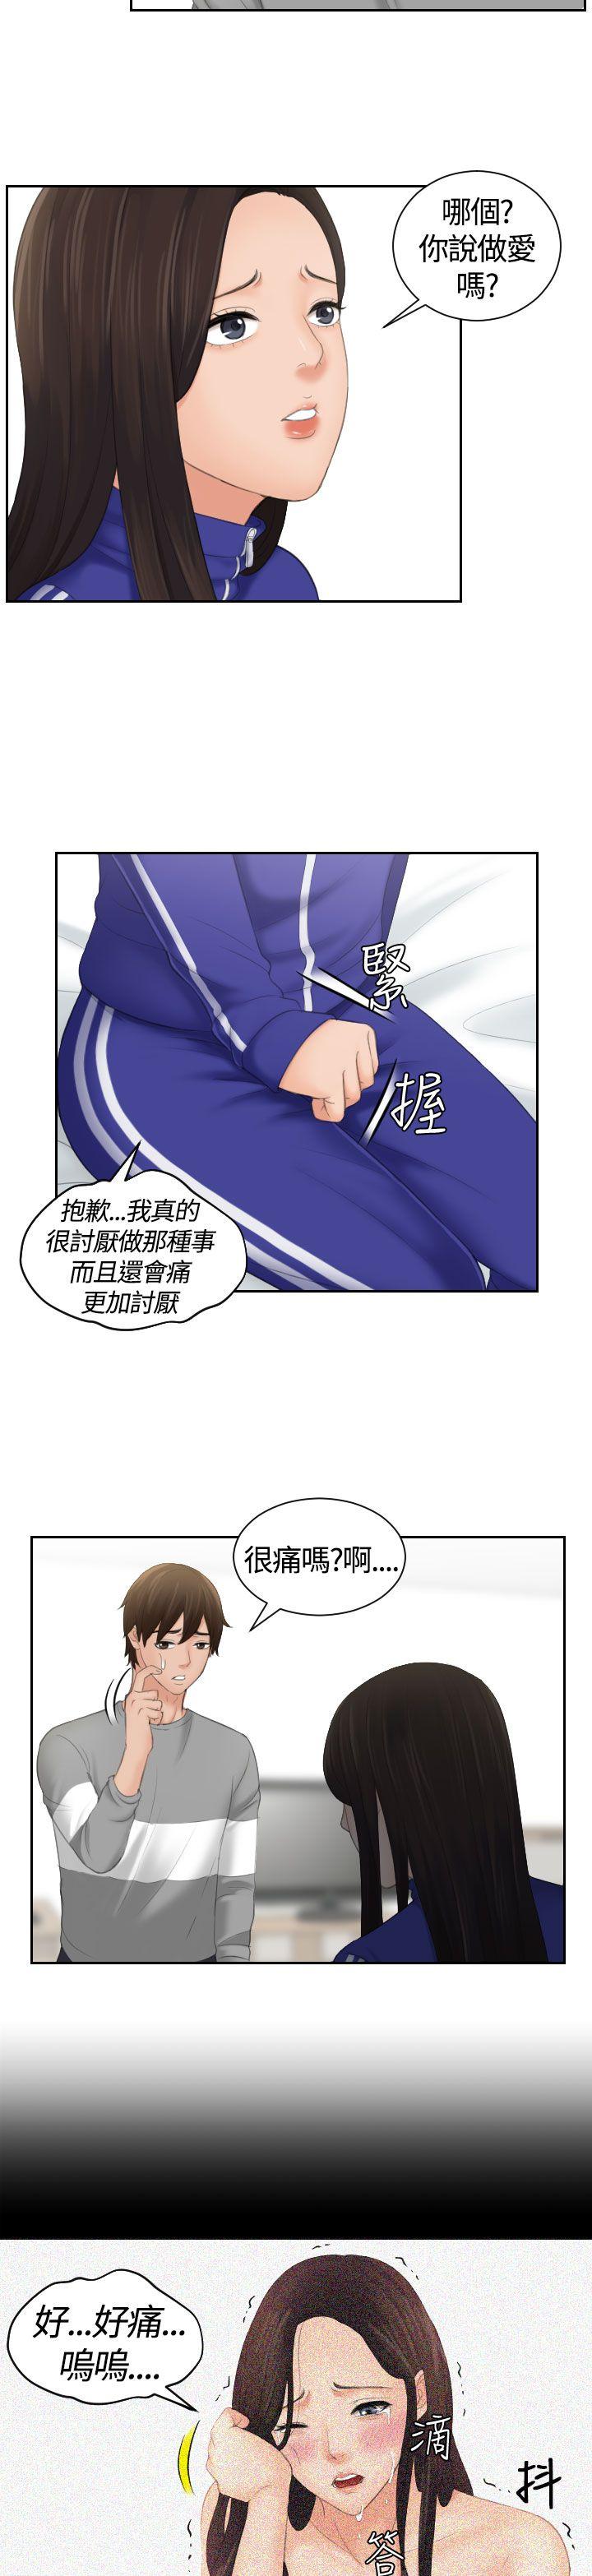 哪個?
你說做愛
嗎?
緊
握
抱歉...我真的
很討厭做那種事
而且還會痛
更加討厭
很痛嗎?啊....
好...好痛...
嗚嗚....
滴
答
抖